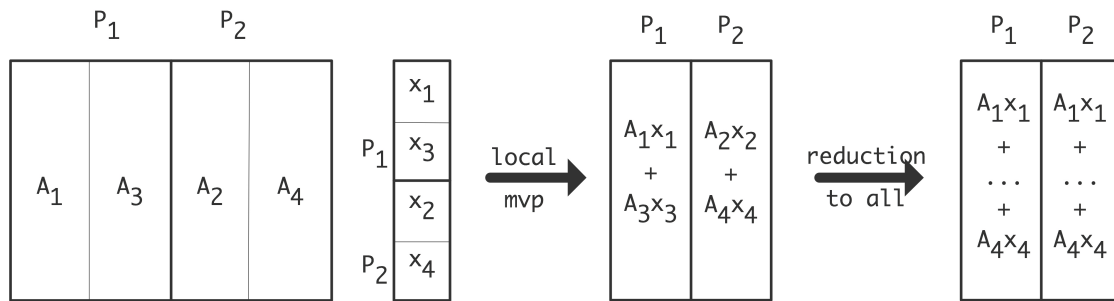 P1 P2
A1 A3 A2 A4
P1
P2
x1
x3
x2
x4
local
mvp
P1 P2
A1x1 A2x2
+ +
A3x3 A4x4
reduction
to all
P1 P2
A1x1 A1x1
+ +
... ...
+ +
A4x4 A4x4